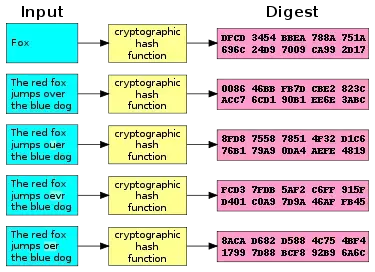 Input
Digest
Fox
cryptographic
hash
function
DFCD 3454 BBEA 788A 751A
696C 24D9 7009 CA99 2D17
The red fox
jumps over
the blue dog
cryptographic
hash
function
0086 46BB FB7D CBE2 823C
ACC7 6CD1 90B1 EE6E 3ABC
The red fox
jumps ouer
the blue dog
cryptographic
hash
function
8FD8 7558 7851 4F32 D1C6
76B1 79A9 0DA4 AEFE 4819
The red fox
jumps oevr
the blue dog
cryptographic
hash
function
FCD3 7FDB 5AF2 C6FF 915F
D401 C0A9 7D9A 46AF FB45
The red fox
jumps oer
the blue dog
cryptographic
hash
function
8ACA D682 D588 4C75 4BF4
1799 7D88 BCF8 92B9 6A6C